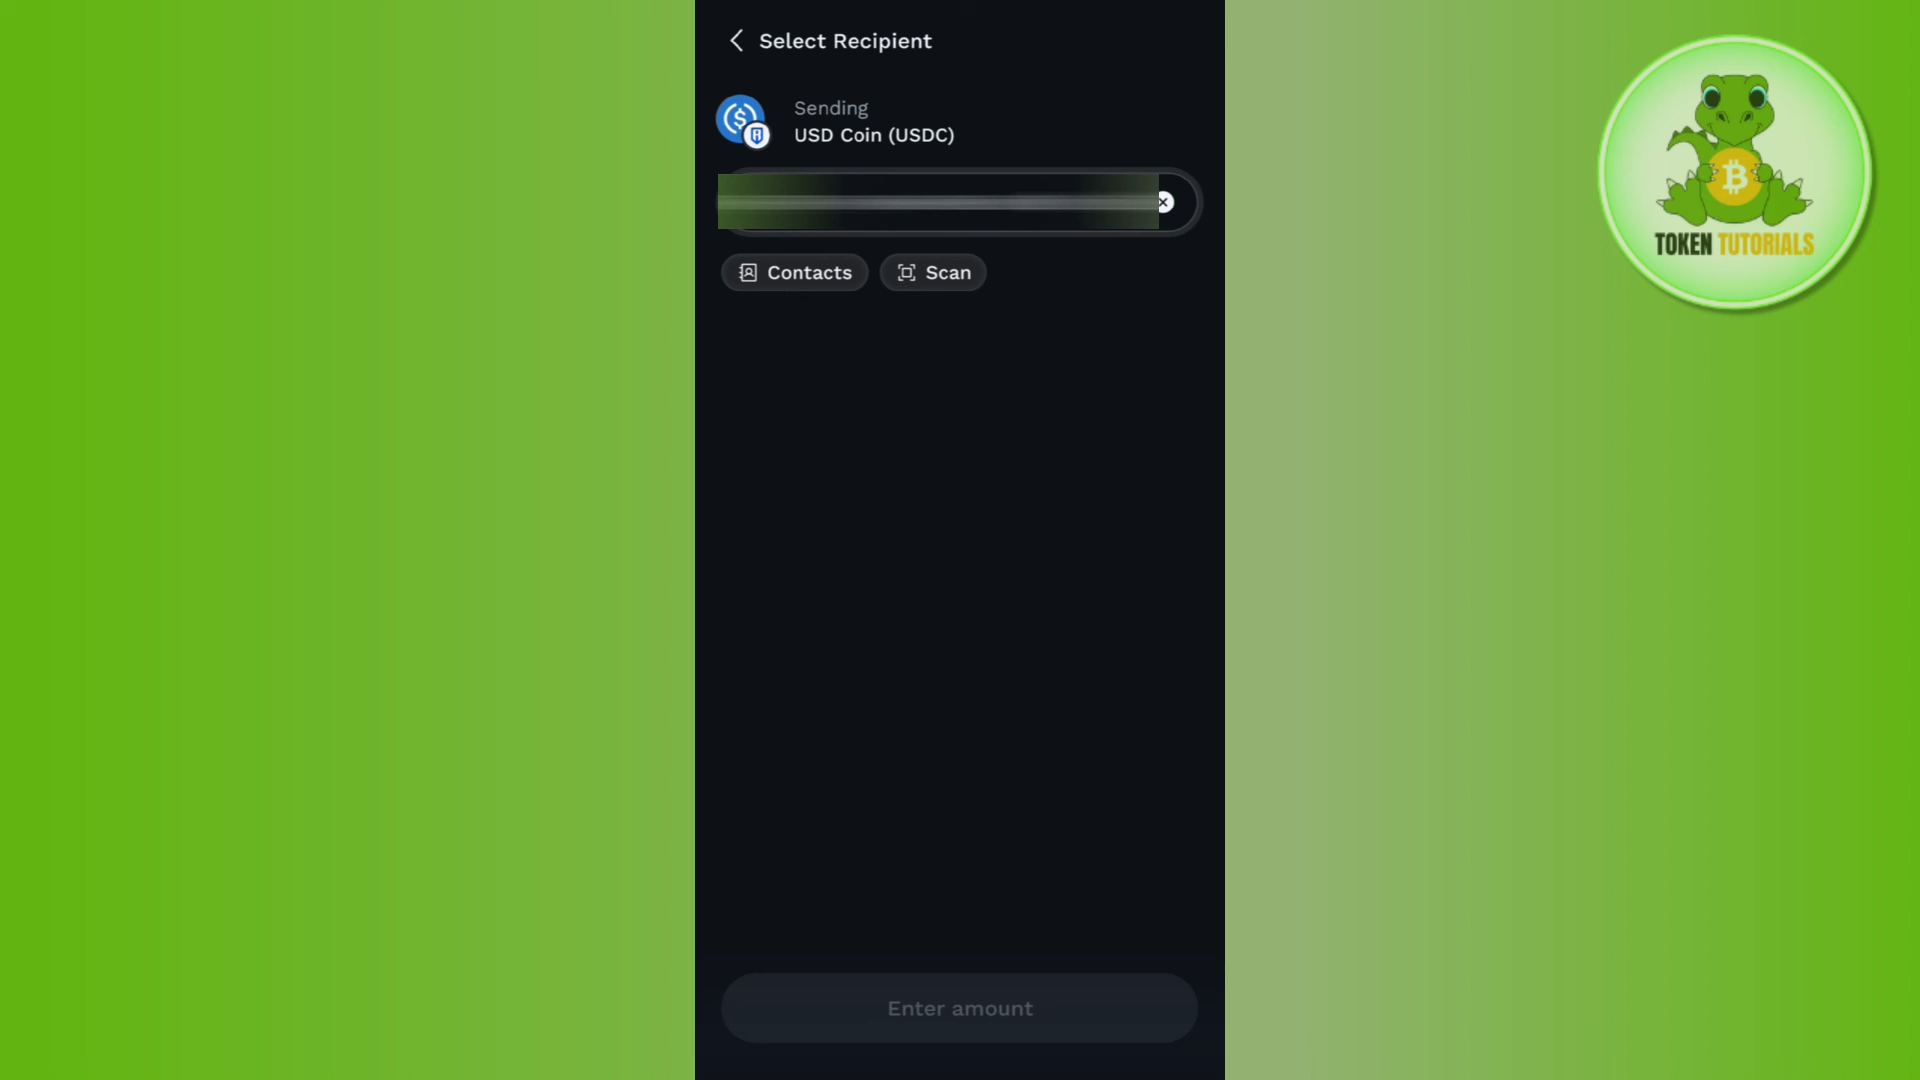 Select Recipient
Sending
USD Coin (USDC)
Contacts
Scan
Enter amount
TOKEN TUTORIALS